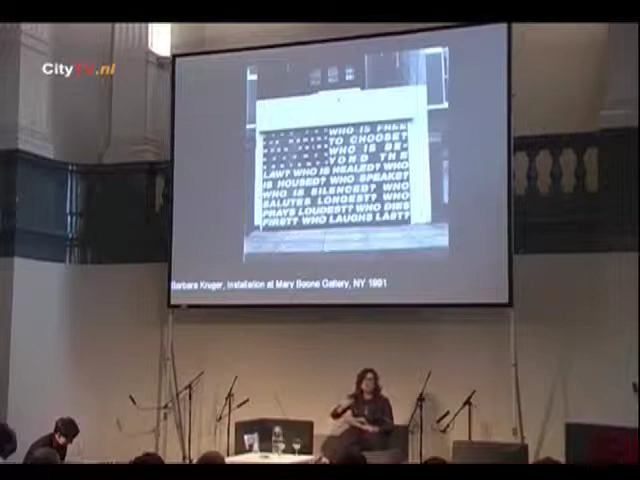 CityTV.nl
WHO IS FREE
TO CHOOSE?
WHO IS BE-
YOND THE
LAW? WHO IS HEALED? WHO
IS HOUSED? WHO SPEAKS?
WHO IS SILENCED? WHO
SALUTES LONGEST? WHO
PRAYS LOUDEST? WHO DIES
FIRST? WHO LAUGHS LAST?
Barbara Kruger, Installation at Mary Boone Gallery, NY 1991